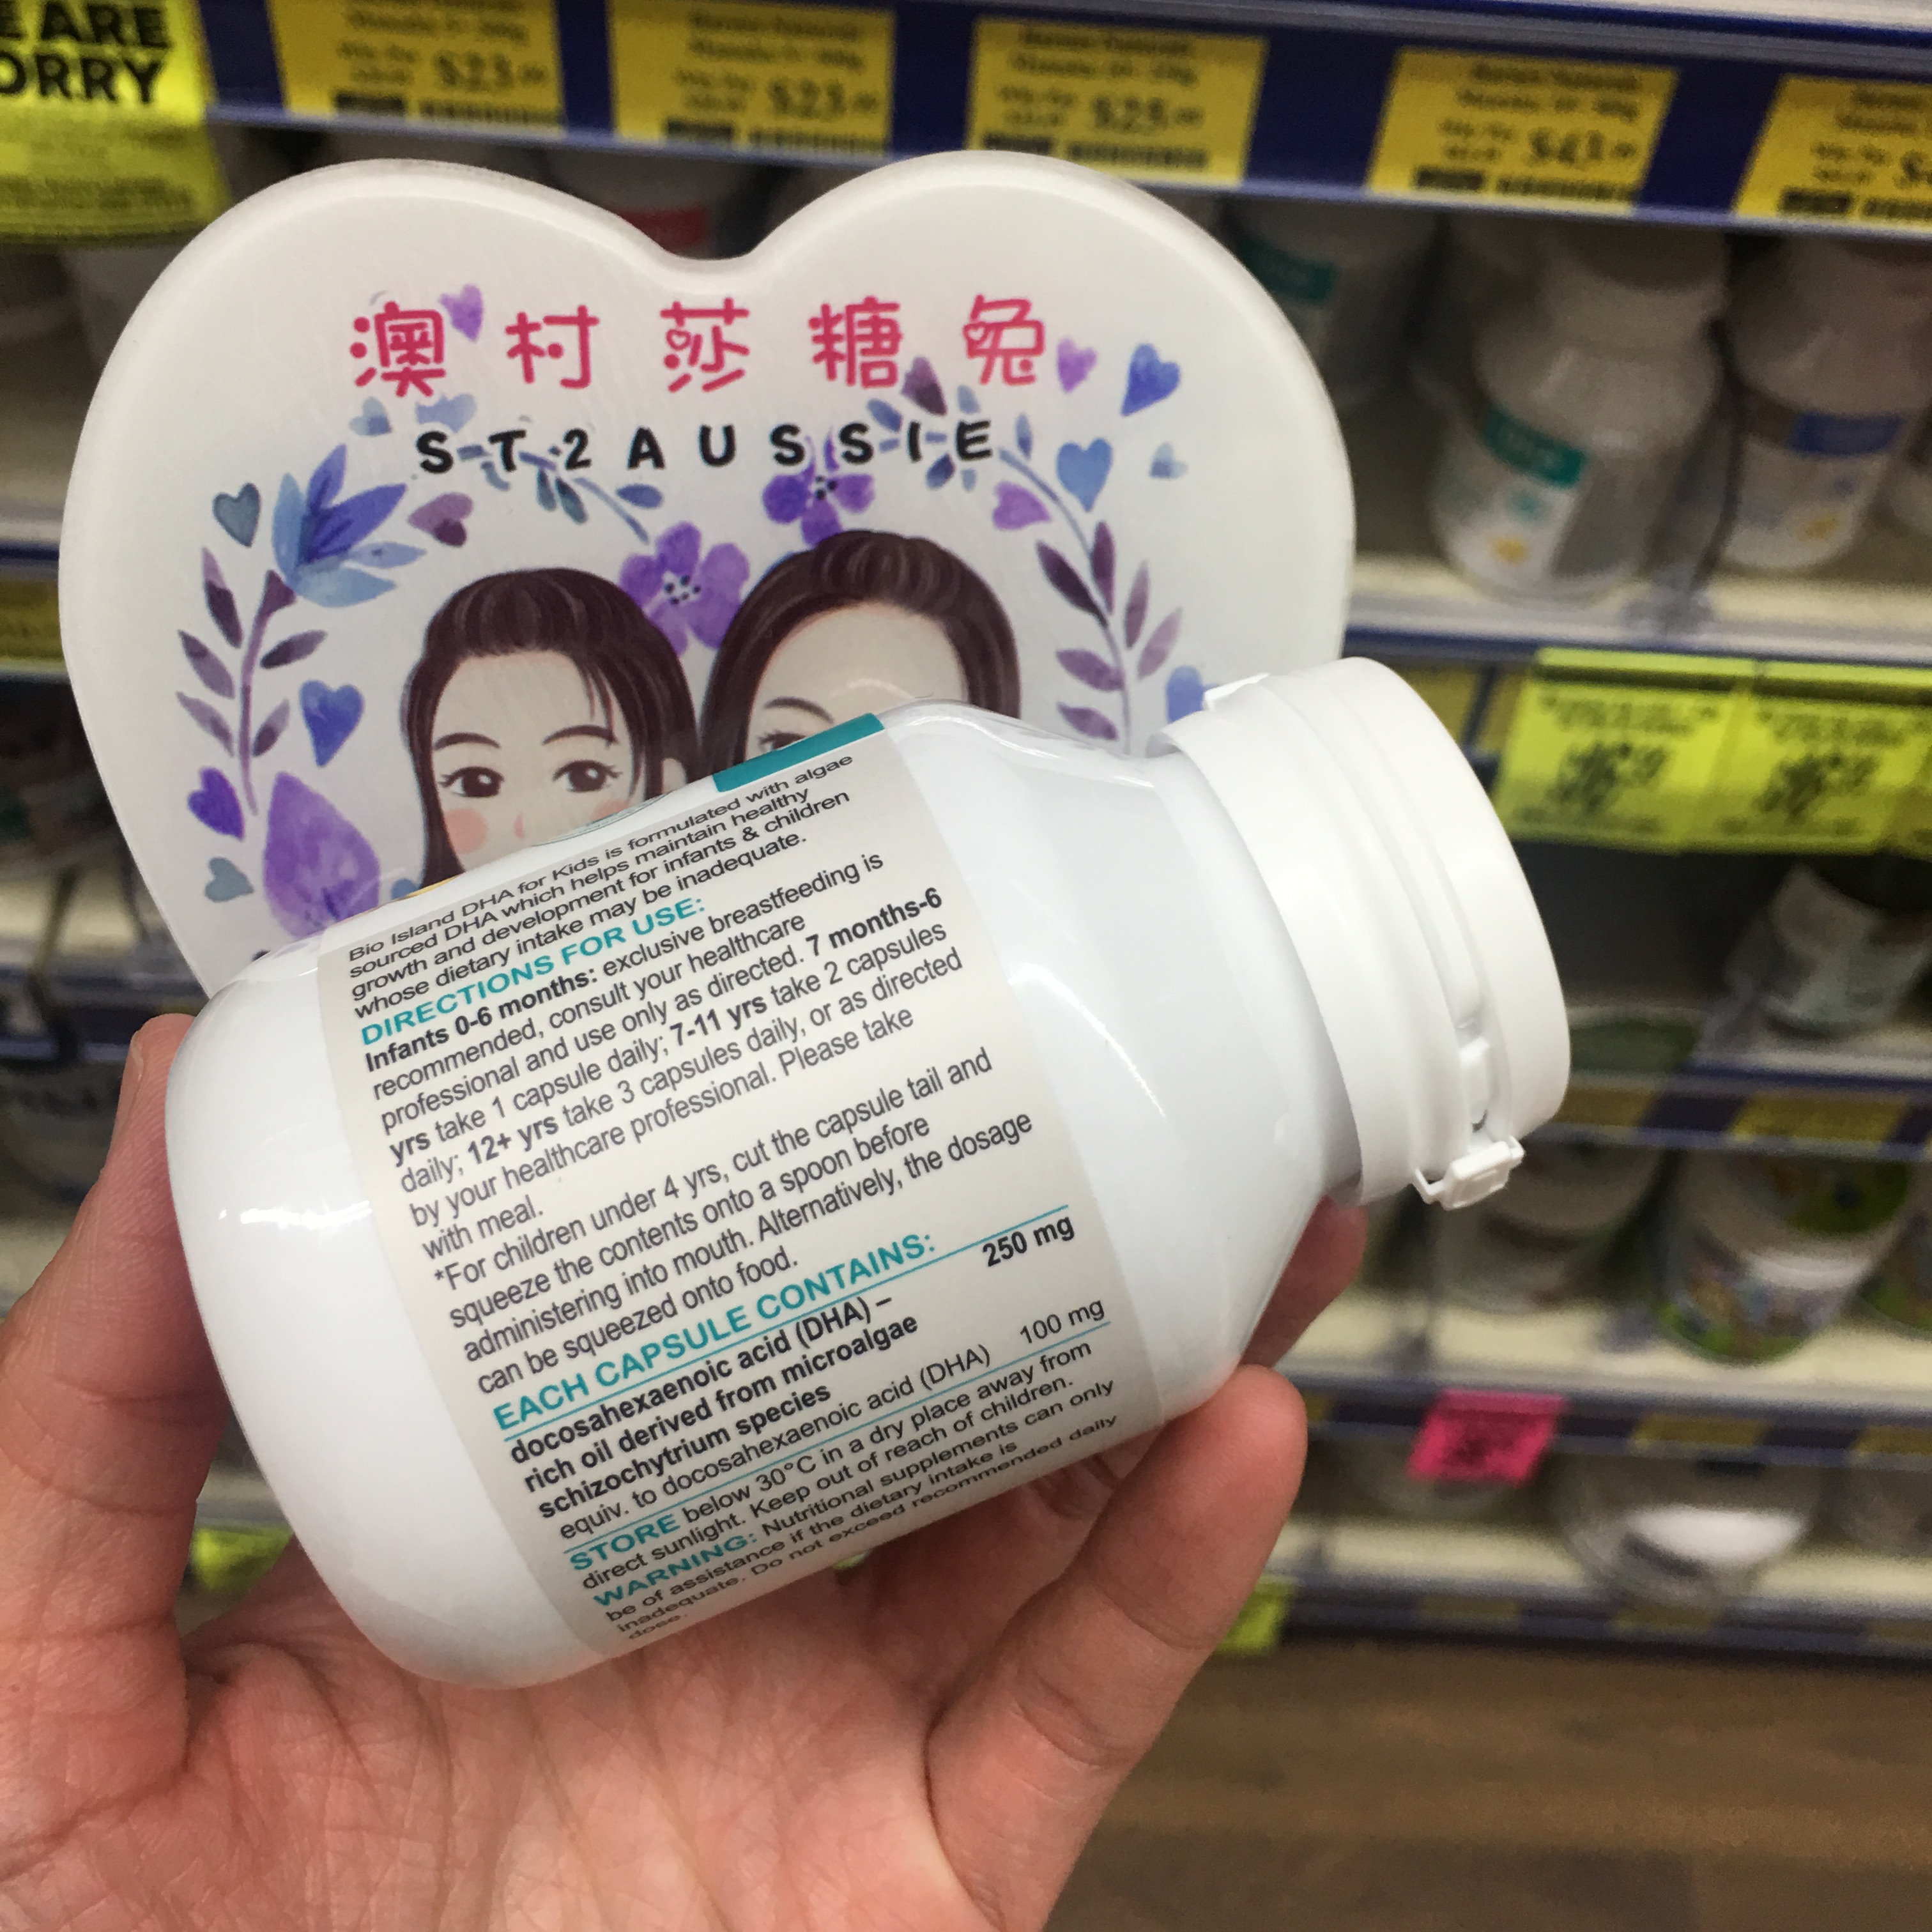 E ARE
ORRY
$23
$23
$25
$43
澳村莎糖兔
ST2AUSSIE
Bio Island DHA for Kids is formulated with algae
sourced DHA which helps maintain healthy
growth and development for infants & children
whose dietary intake may be inadequate.
DIRECTIONS FOR USE:
Infants 0-6 months: exclusive breastfeeding is
recommended, consult your healthcare
professional and use only as directed. 7 months-6
yrs take 1 capsule daily; 7-11 yrs take 2 capsules
daily; 12+ yrs take 3 capsules daily, or as directed
by your healthcare professional. Please take
with meal.
*For children under 4 yrs, cut the capsule tail and
squeeze the contents onto a spoon before
administering into mouth. Alternatively, the dosage
can be squeezed onto food.
EACH CAPSULE CONTAINS:
docosahexaenoic acid (DHA) – 250 mg
rich oil derived from microalgae
schizochytrium species
equiv. to docosahexaenoic acid (DHA) 100 mg
STORE below 30°C in a dry place away from
direct sunlight. Keep out of reach of children.
WARNING: Nutritional supplements can only
be of assistance if the dietary intake is
inadequate. Do not exceed recommended daily
dose.